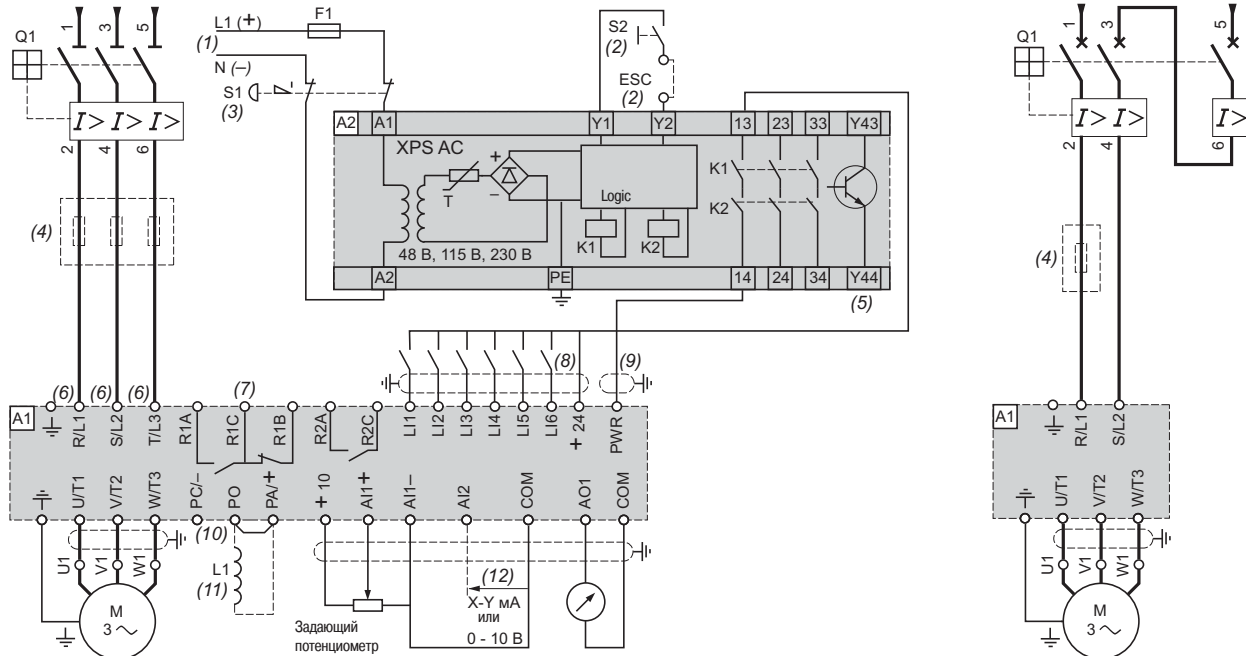 1 3 5
Q1
I> I> I>
2 4 6
(4)
L1 (+)
F1
(1)
N (–)
S1
(3)
S2
(2)
ESC
(2)
A2 A1 Y1 Y2 13 23 33 Y43
XPS AC
+
–
T
Logic
K1
K2
K1
K2
48 В, 115 В, 230 В
A2 PE 14 24 34 Y44
(5)
(8)
(9)
(6) (6) (6) (7)
A1
R/L1 S/L2 T/L3 R1A R1C R1B R2A R2C LI1 LI2 LI3 LI4 LI5 LI6 + 24 PWR
U/T1 V/T2 W/T3 PC/– PO PA/+ + 10 AI1+ AI1– AI2 COM AO1 COM
(10)
U1 V1 W1
L1
(11)
(12)
X-Y мА
или
0 - 10 В
M
3
Задающий
потенциометр
1 3 5
Q1
I> I> I>
2 4 6
(4)
A1
R/L1 S/L2
U/T1 V/T2 W/T3
U1 V1 W1
M
3